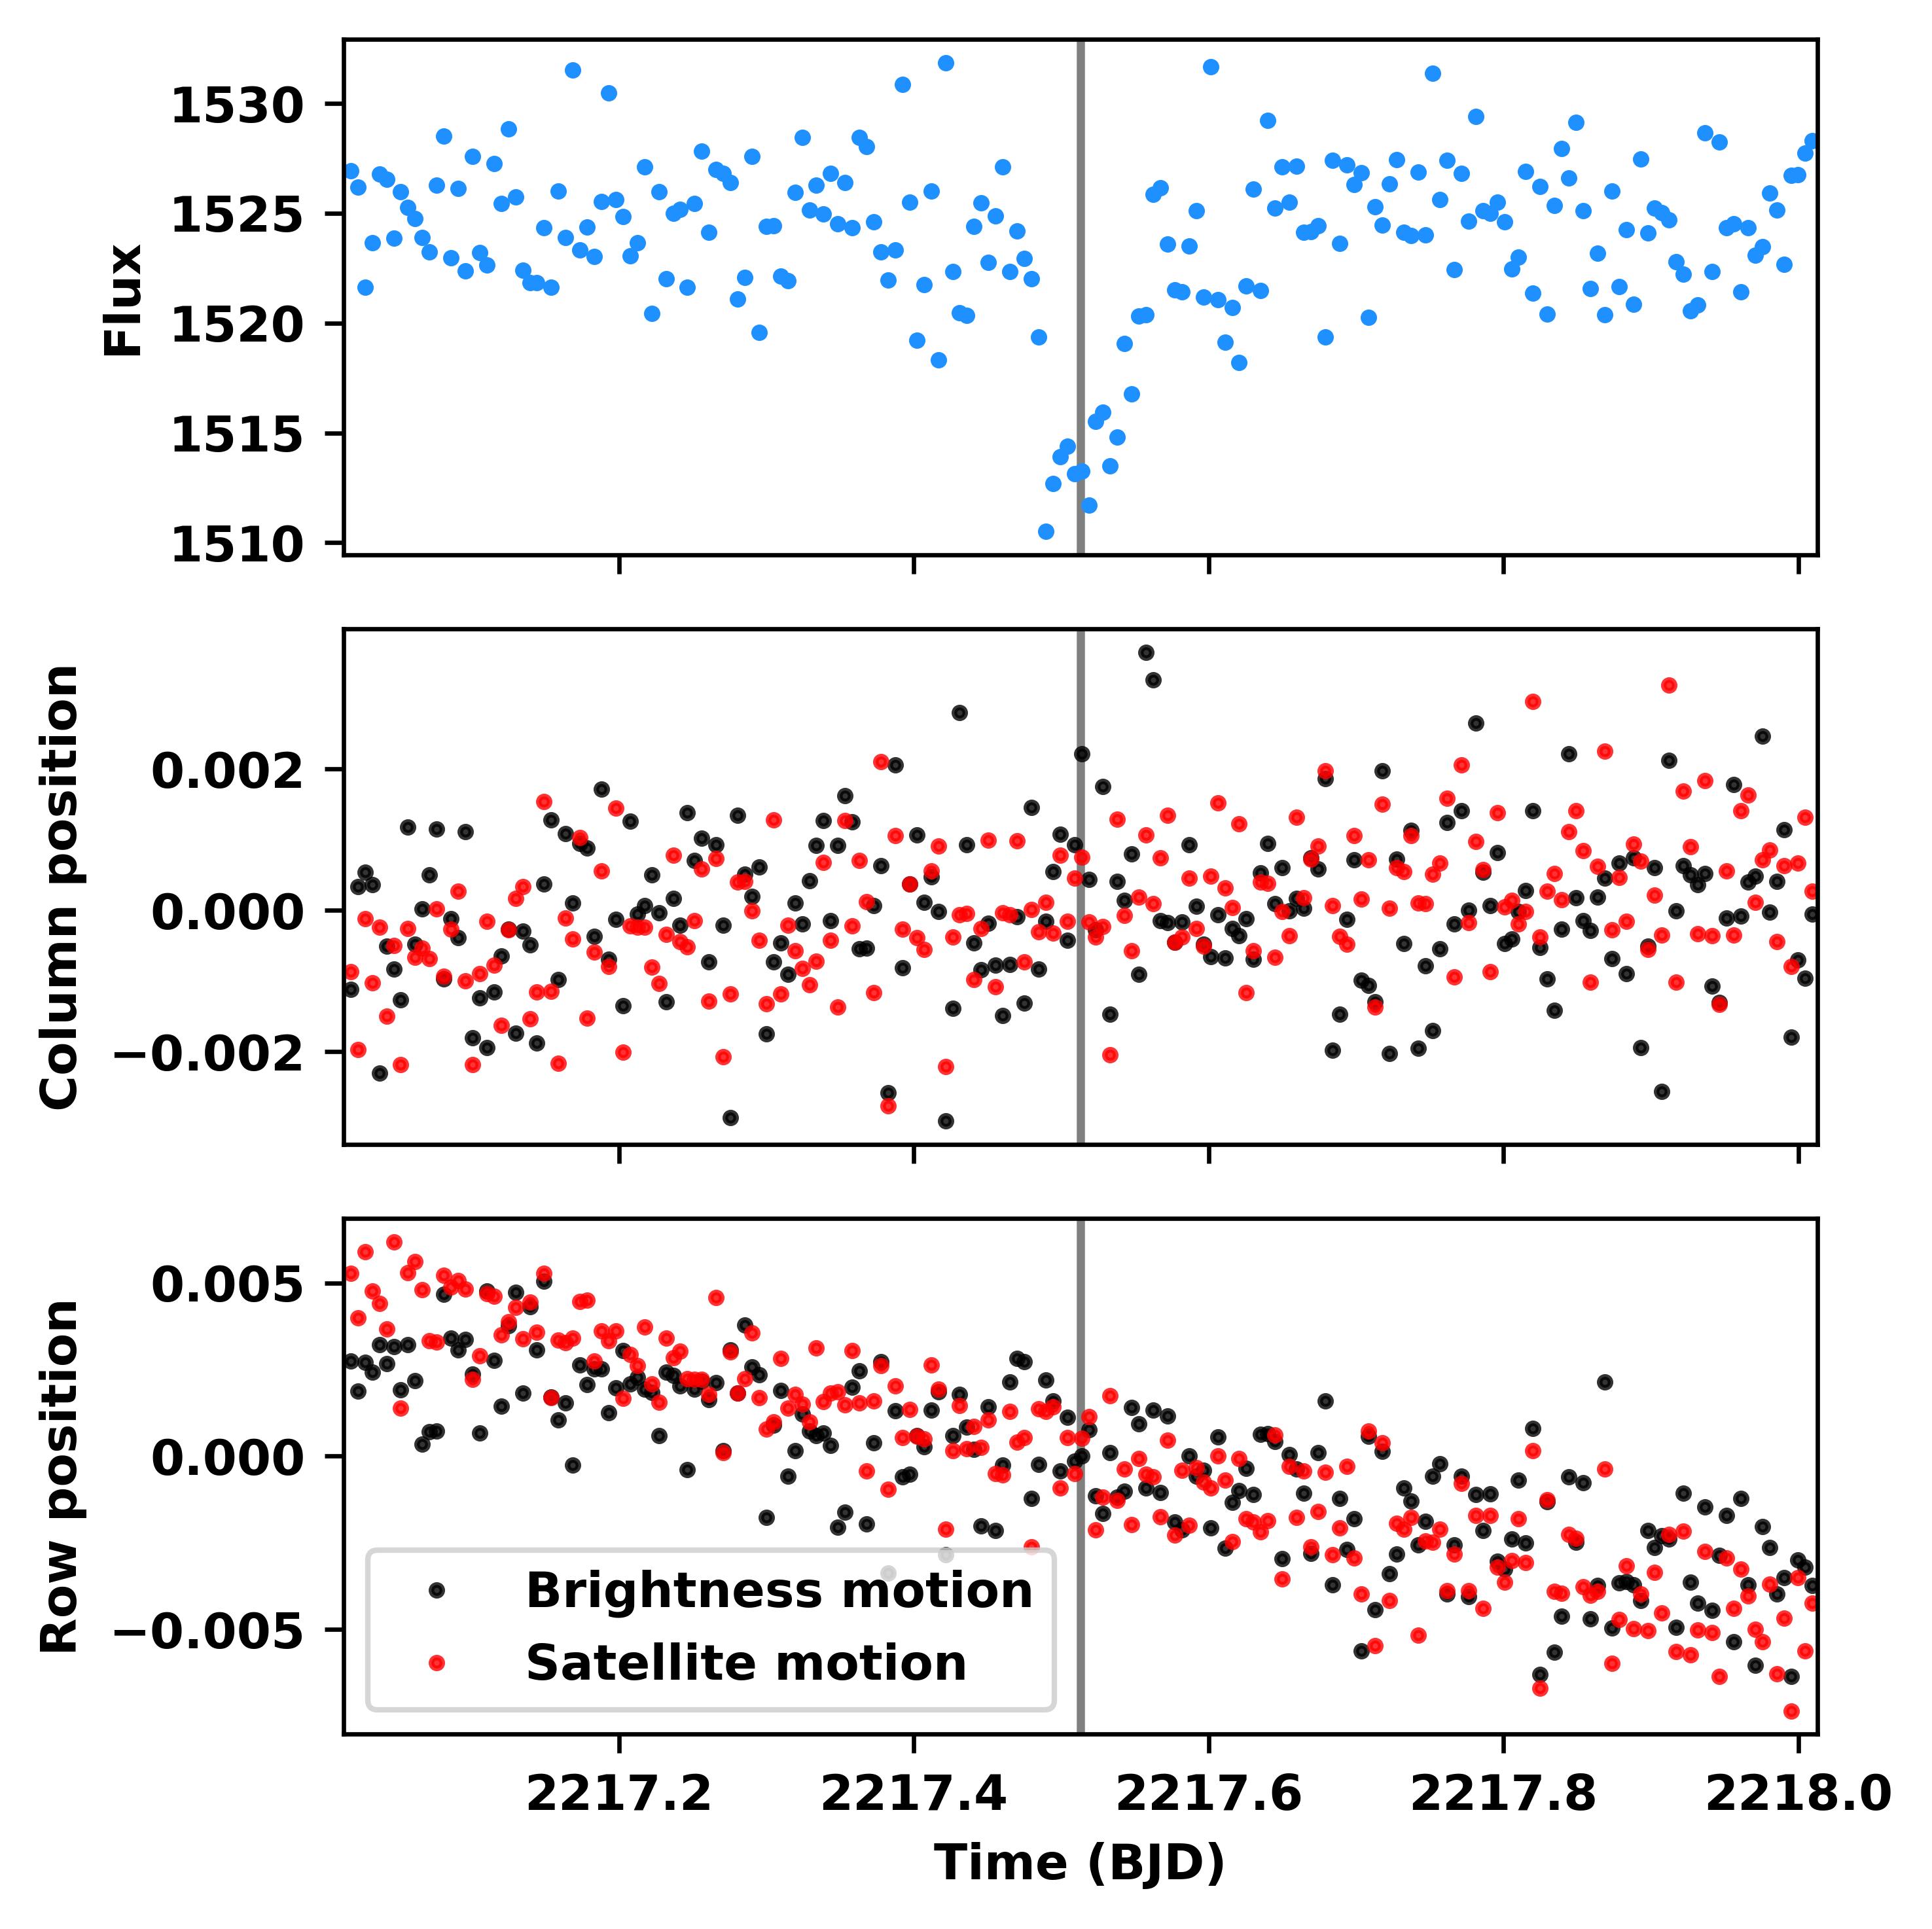 Flux
1530
1525
1520
1515
1510
Column position
0.002
0.000
−0.002
Row position
0.005
0.000
−0.005
Brightness motion
Satellite motion
2217.2 2217.4 2217.6 2217.8 2218.0
Time (BJD)